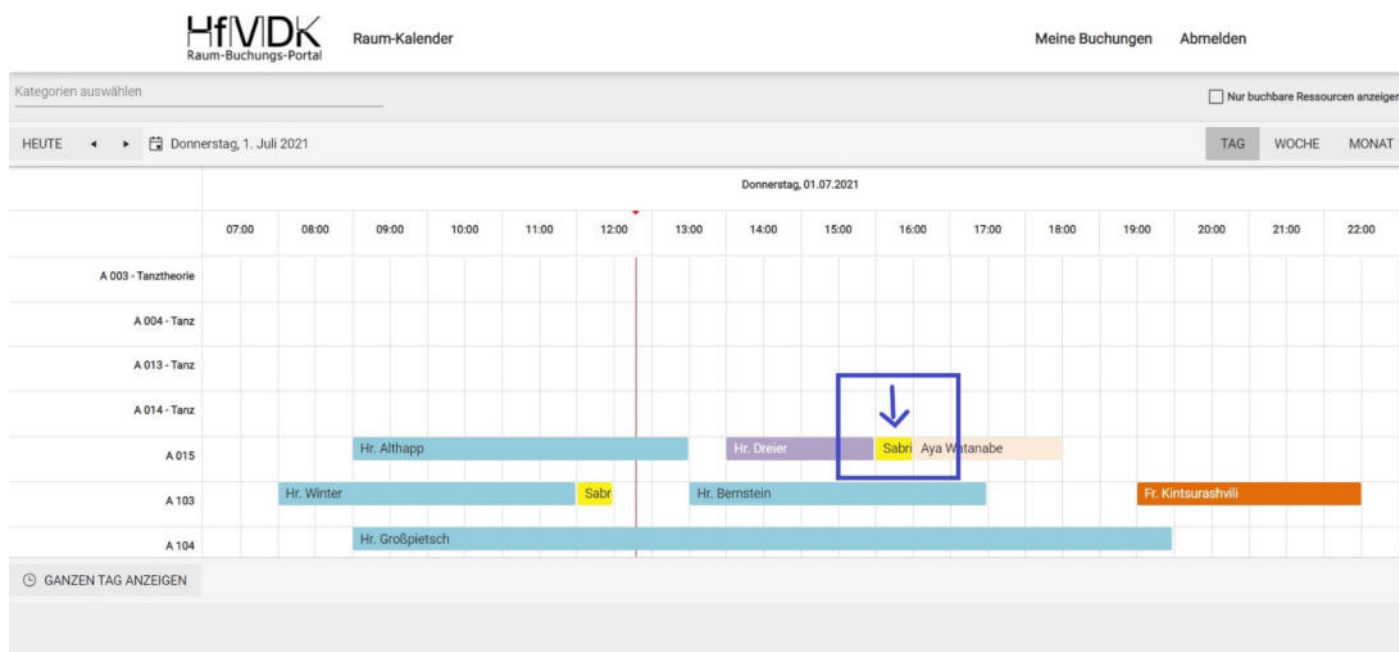 HfMDK
Raum-Buchungs-Portal
Raum-Kalender
Meine Buchungen
Abmelden
Kategorien auswählen
Nur buchbare Ressourcen anzeigen
HEUTE
Donnerstag, 1. Juli 2021
TAG
WOCHE
MONAT
Donnerstag, 01.07.2021
07:00 08:00 09:00 10:00 11:00 12:00 13:00 14:00 15:00 16:00 17:00 18:00 19:00 20:00 21:00 22:00
A 003 - Tanztheorie
A 004 - Tanz
A 013 - Tanz
A 014 - Tanz
A 015 Hr. Althapp Hr. Dreier Sabri Aya Watanabe
A 103 Hr. Winter Sabr Hr. Bernstein Fr. Kintsurashvili
A 104 Hr. Großpietsch
GANZEN TAG ANZEIGEN